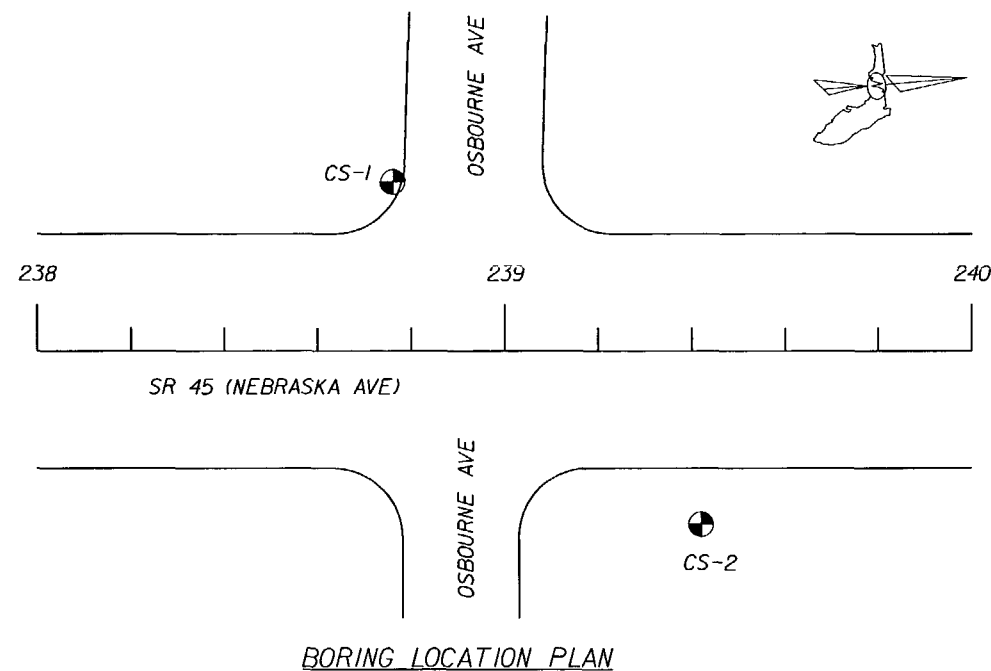 OSBOURNE AVE
CS-1
238
239
240
SR 45 (NEBRASKA AVE)
OSBOURNE AVE
CS-2
BORING LOCATION PLAN
N